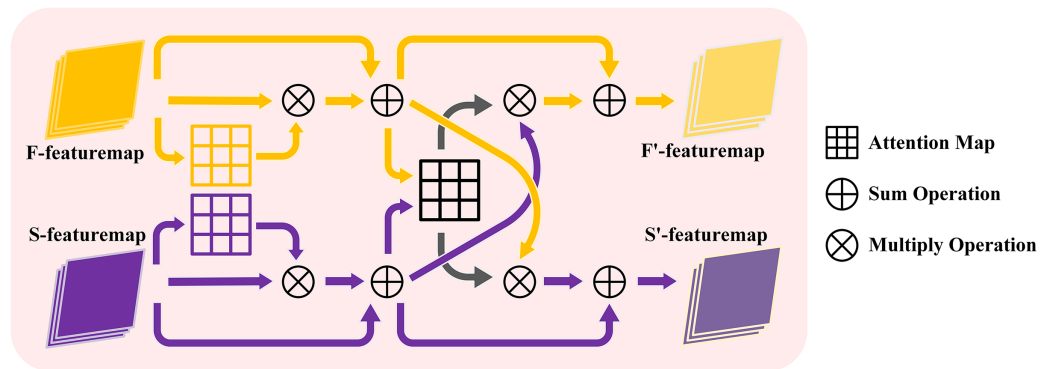 F-featuremap
S-featuremap
F'-featuremap
S'-featuremap
Attention Map
Sum Operation
Multiply Operation